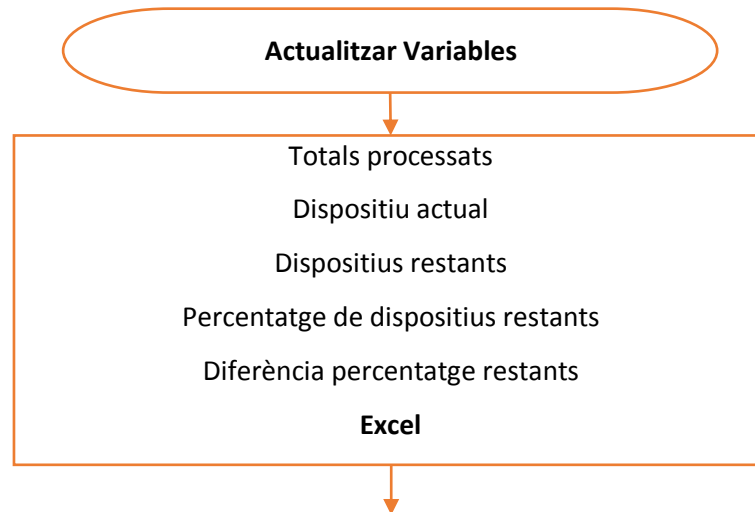 Actualitzar Variables
Totals processats
Dispositiu actual
Dispositius restants
Percentatge de dispositius restants
Diferència percentatge restants
Excel